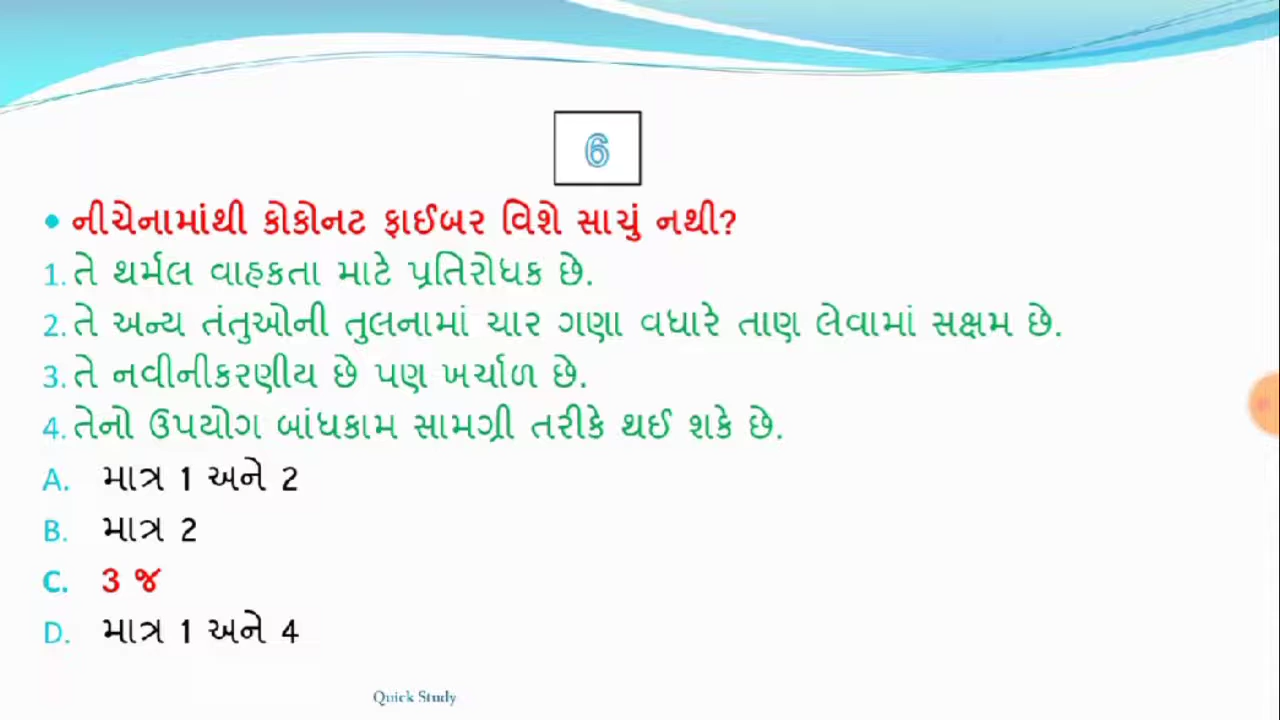 6
• નીચેનામાંથી કોકોનટ ફાઈબર વિશે સાચું નથી?
1. તે થર્મલ વાહકતા માટે પ્રતિરોધક છે.
2. તે અન્ય તંતુઓની તુલનામાં ચાર ગણા વધારે તાણ લેવામાં સક્ષમ છે.
3. તે નવીનીકરણીય છે પણ ખર્ચાળ છે.
4. તેનો ઉપયોગ બાંધકામ સામગ્રી તરીકે થઈ શકે છે.
A. માત્ર 1 અને 2
B. માત્ર 2
C. 3 જ
D. માત્ર 1 અને 4
Quick Study